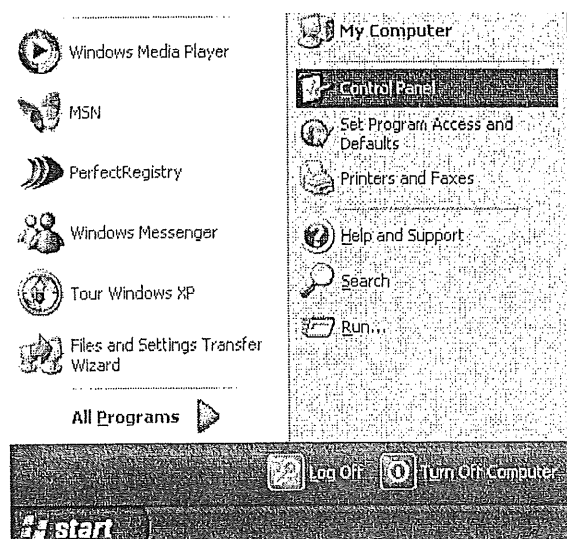 Windows Media Player
MSN
PerfectRegistry
Windows Messenger
Tour Windows XP
Files and Settings Transfer
Wizard
All Programs
My Computer
Control Panel
Set Program Access and
Defaults
Printers and Faxes
Help and Support
Search
Run...
Log Off
Turn Off Computer
start